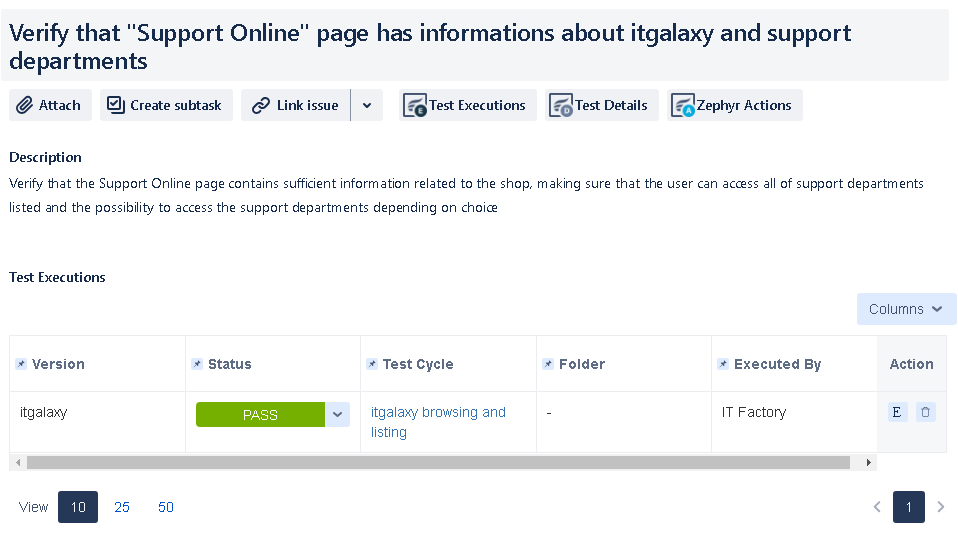 Verify that "Support Online" page has informations about itgalaxy and support
departments
Attach Create subtask Link issue Test Executions Test Details Zephyr Actions
Description
Verify that the Support Online page contains sufficient information related to the shop, making sure that the user can access all of support departments
listed and the possibility to access the support departments depending on choice
Test Executions
Columns
Version Status Test Cycle Folder Executed By Action
itgalaxy PASS itgalaxy browsing and - IT Factory E
listing
View 10 25 50 1